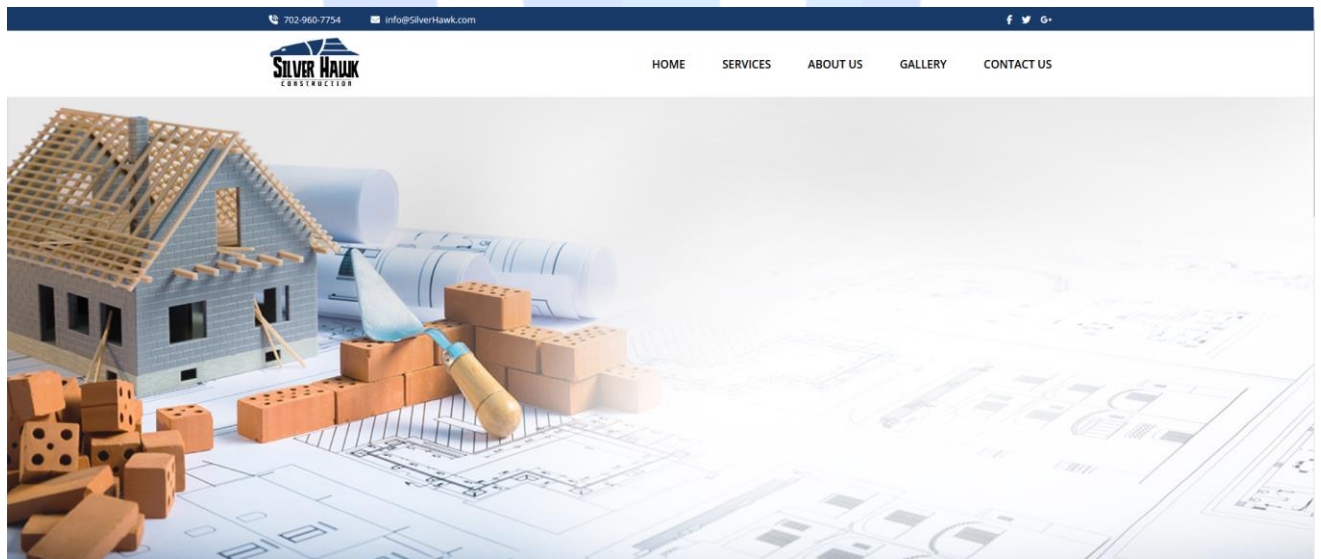 702-960-7754 info@SilverHawk.com
SILVER HAWK
CONSTRUCTION
HOME SERVICES ABOUT US GALLERY CONTACT US